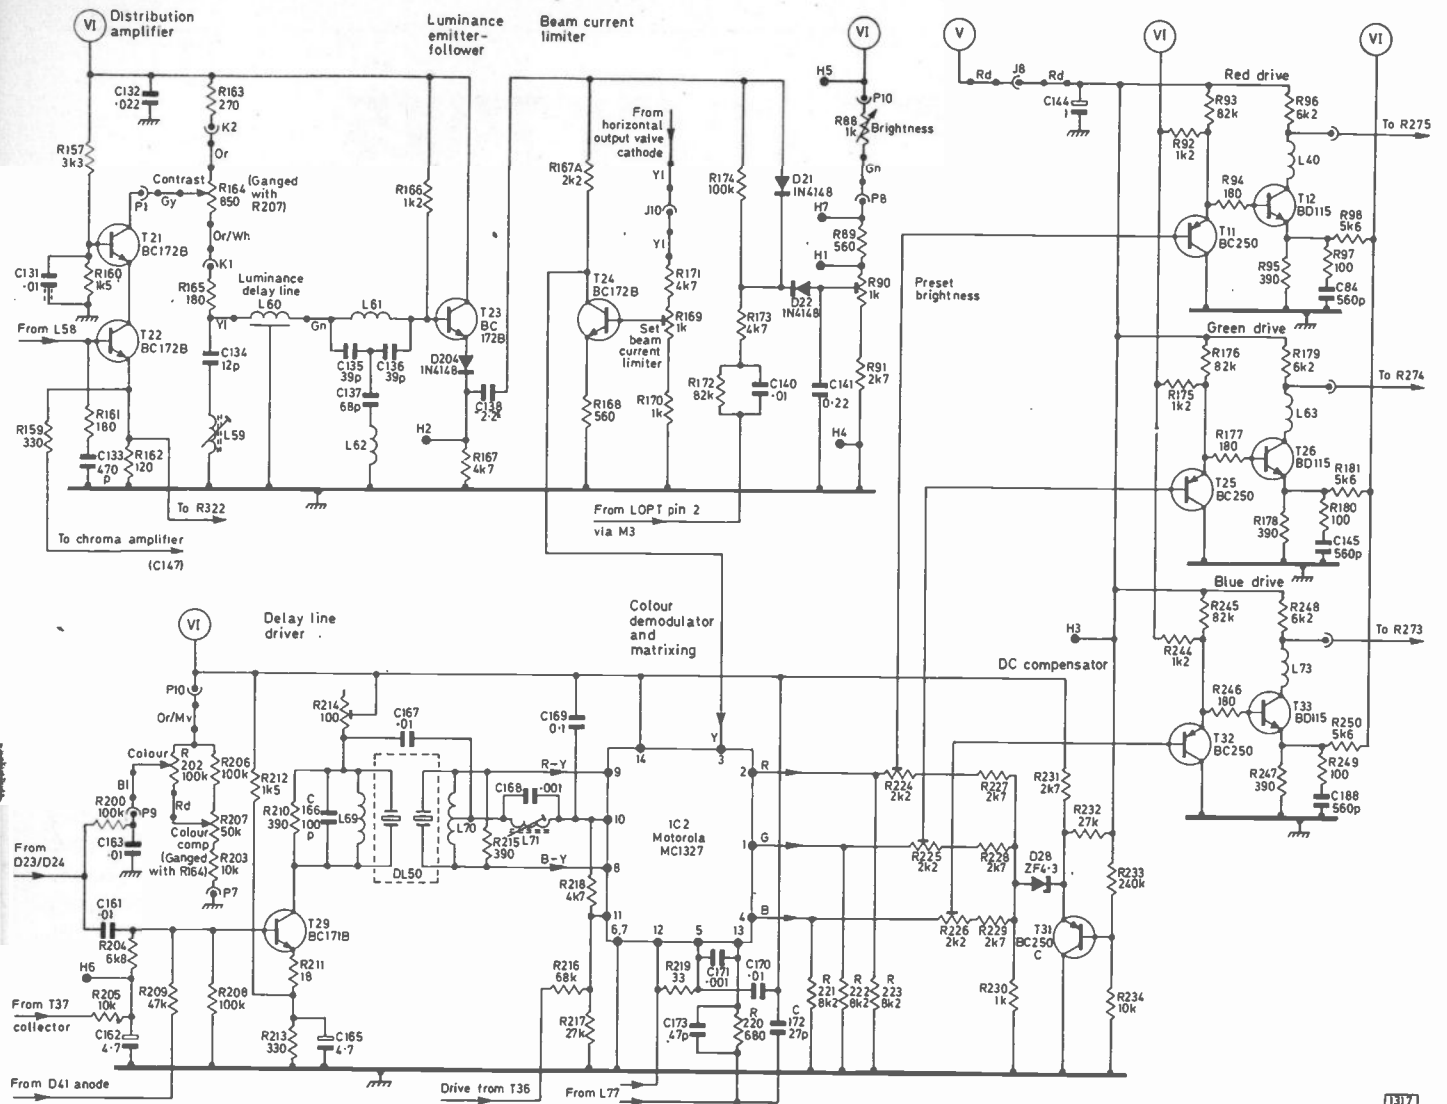 VI
Distribution
amplifier
Luminance
emitter-
follower
Beam current
limiter
VI
V
VI
VI
C132
·022
R163
270
K2
Or
R157
3k3
Contrast
R164
850
(Ganged
with
R207)
P1
Gy
Or/Wh
K1
T21
BC172B
C131
·01
R160
1k5
R165
180
Luminance
delay line
L60
L61
Yl
Gn
From L58
T22
BC172B
C134
12p
C135
39p
C136
39p
C137
68p
L62
L59
R159
330
R161
180
C133
470
p
R162
120
To R322
To chroma amplifier
(C147)
R166
1k2
T23
BC
172B
D204
1N4148
C138
2·2
H2
R167
4k7
R167A
2k2
From
horizontal
output valve
cathode
Yl
J10
Yl
T24
BC172B
R171
4k7
R169
1k
Set
beam
current
limiter
R168
560
R170
1k
R174
100k
D21
1N4148
H5
P10
R88
1k
Brightness
Gn
P8
H7
R89
560
H1
D22
1N4148
R90
1k
R173
4k7
R172
82k
C140
·01
C141
0·22
R91
2k7
H4
From LOPT pin 2
via M3
Rd
J8
Rd
C144
1
Red drive
R93
82k
R96
6k2
To R275
R92
1k2
L40
R94
180
T12
BD115
T11
BC250
R98
5k6
R97
100
R95
390
C84
560p
Preset
brightness
Green drive
R176
82k
R179
6k2
To R274
R175
1k2
L63
R177
180
T26
BD115
T25
BC250
R181
5k6
R180
100
R178
390
C145
560p
Blue drive
R245
82k
R248
6k2
To R273
H3
R244
1k2
L73
R246
180
T33
BD115
T32
BC250
R250
5k6
R249
100
R247
390
C188
560p
VI
Delay line
driver
Colour
demodulator
and
matrixing
DC compensator
P10
Or/Mv
Colour
R
202
100k
R206
100k
B1
R200
100k
P9
Rd
R207
50k
Colour
comp
(Ganged
with R164)
R203
10k
P7
C163
·01
From
D23/D24
C161
·01
R204
6k8
H6
R205
10k
From T37
collector
C162
4·7
R209
47k
R208
100k
From D41 anode
R212
1k5
R214
100
C167
·01
R210
390
C
166
100
p
L69
DL50
L70
R215
390
C168
·001
L71
R-Y
B-Y
T29
BC171B
R211
18
R213
330
C165
4·7
C169
0·1
14
Y
3
9
10
8
11
6,7
12
5
13
2
R
1
G
4
B
IC2
Motorola
MC1327
R218
4k7
R216
68k
R217
27k
R219
33
C171
·001
C170
·01
C173
47p
R
220
680
C
172
27p
Drive from T36
From L77
R
221
8k2
R
222
8k2
R
223
8k2
R224
2k2
R227
2k7
R225
2k2
R228
2k7
R226
2k2
R229
2k7
R230
1k
R231
2k7
R232
27k
D28
ZF4·3
R233
240k
T31
BC250
C
R234
10k
1317